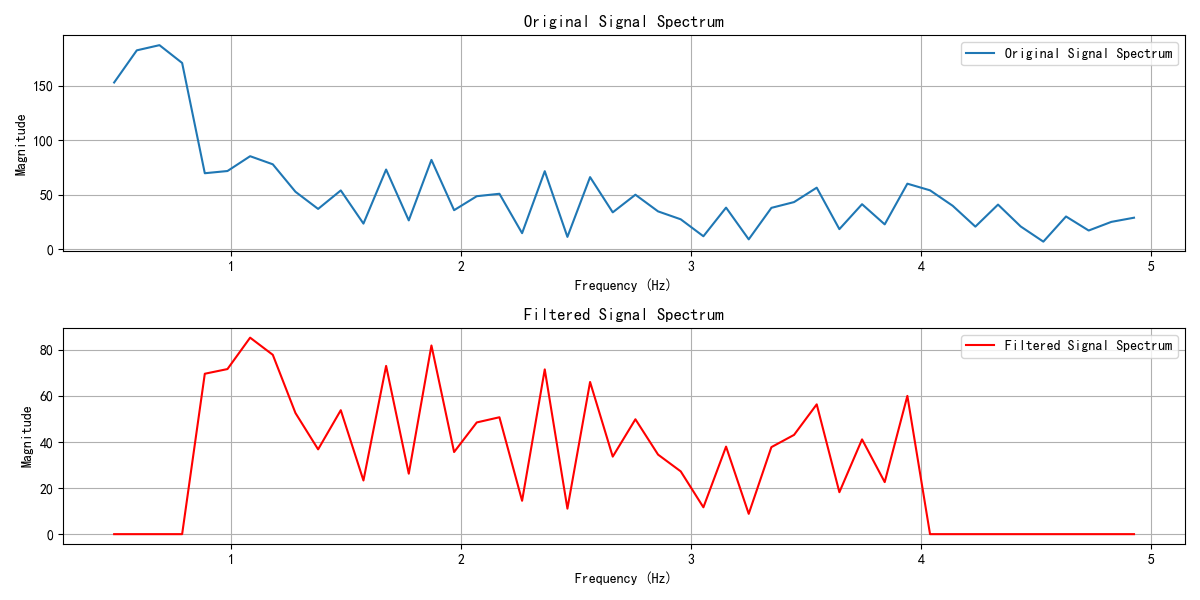 Original Signal Spectrum
Original Signal Spectrum
Magnitude
150
100
50
0
1 2 3 4 5
Frequency (Hz)
Filtered Signal Spectrum
Filtered Signal Spectrum
Magnitude
80
60
40
20
0
1 2 3 4 5
Frequency (Hz)